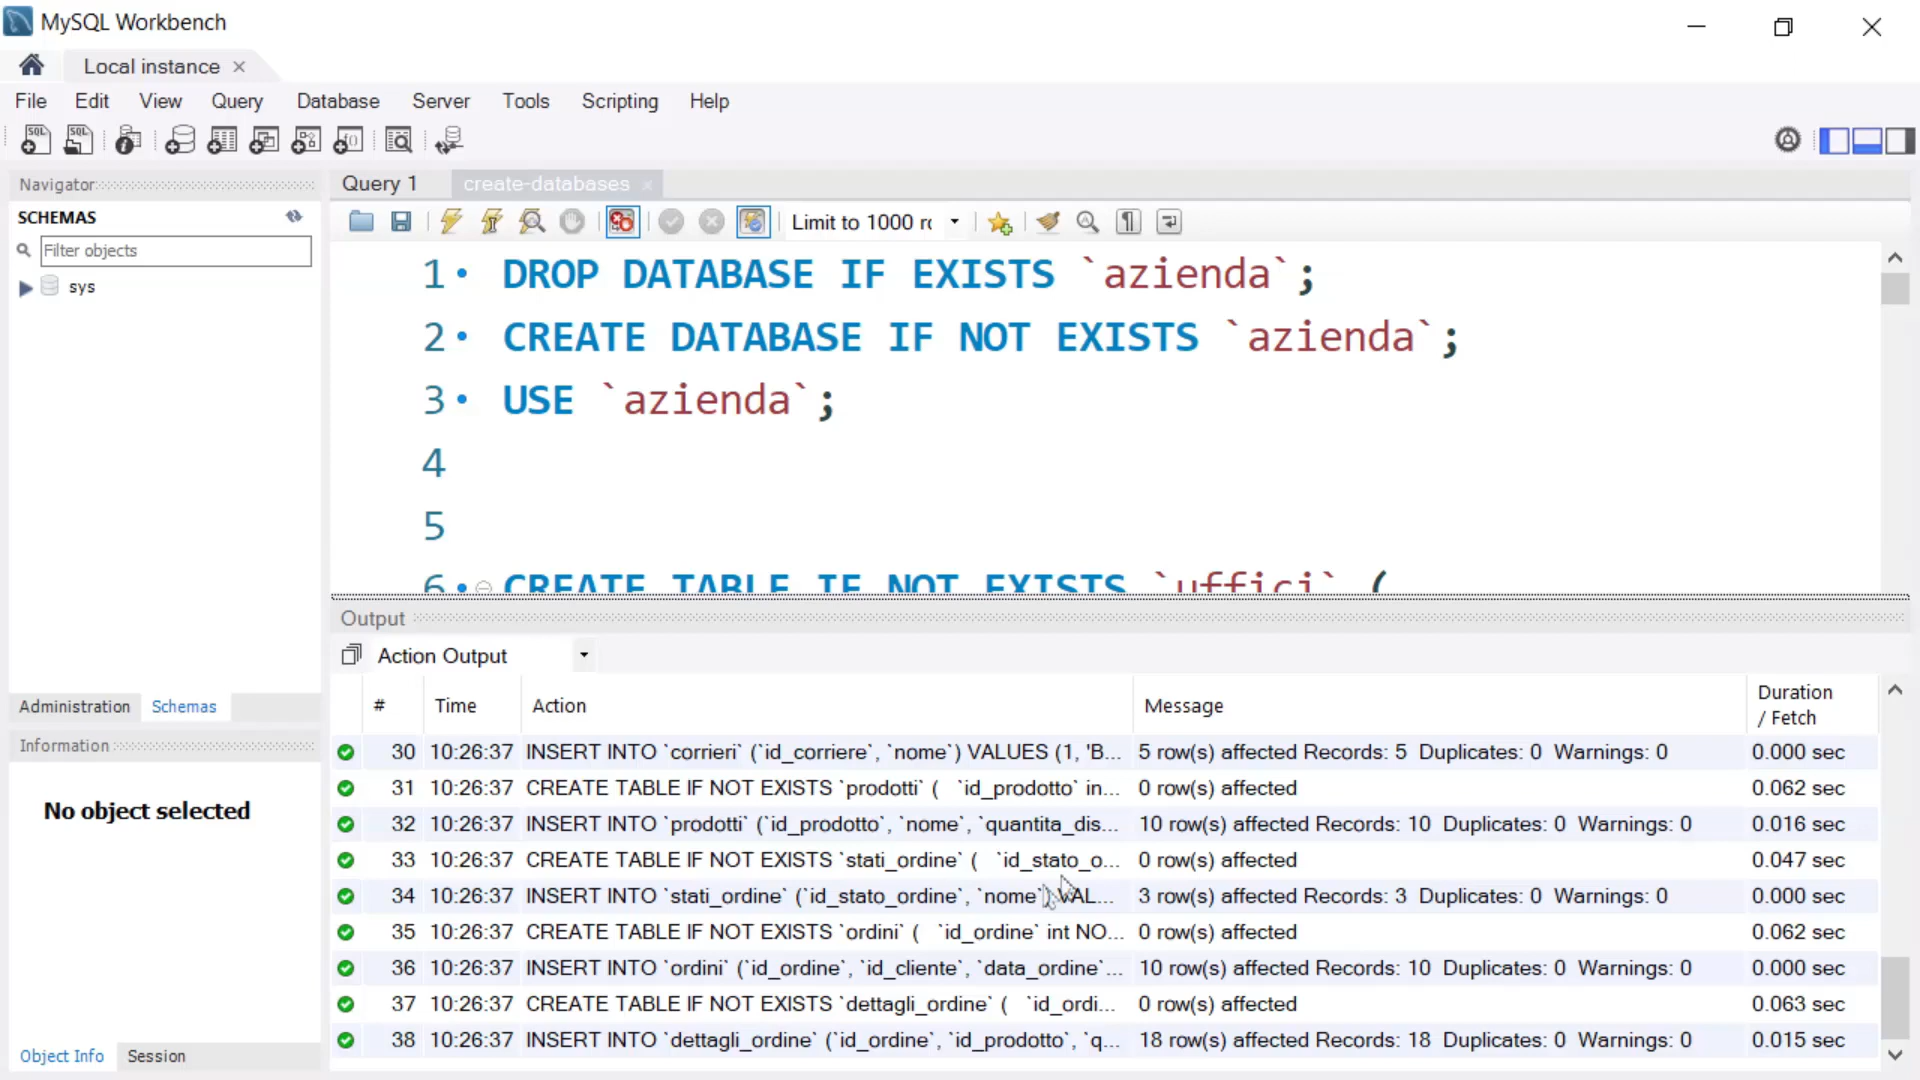 MySQL Workbench
Local instance
File Edit View Query Database Server Tools Scripting Help
Navigator
SCHEMAS
Filter objects
sys
Administration Schemas
Information
No object selected
Object Info Session
Query 1 create-databases
Limit to 1000 rc
1 DROP DATABASE IF EXISTS `azienda`;
2 CREATE DATABASE IF NOT EXISTS `azienda`;
3 USE `azienda`;
4
5
6 CREATE TABLE IF NOT EXISTS `uffici` (
Output
Action Output
# Time Action Message Duration / Fetch
30 10:26:37 INSERT INTO `corrieri` (`id_corriere`, `nome`) VALUES (1, 'B... 5 row(s) affected Records: 5 Duplicates: 0 Warnings: 0 0.000 sec
31 10:26:37 CREATE TABLE IF NOT EXISTS `prodotti` ( `id_prodotto` in... 0 row(s) affected 0.062 sec
32 10:26:37 INSERT INTO `prodotti` (`id_prodotto`, `nome`, `quantita_dis... 10 row(s) affected Records: 10 Duplicates: 0 Warnings: 0 0.016 sec
33 10:26:37 CREATE TABLE IF NOT EXISTS `stati_ordine` ( `id_stato_o... 0 row(s) affected 0.047 sec
34 10:26:37 INSERT INTO `stati_ordine` (`id_stato_ordine`, `nome`) VAL... 3 row(s) affected Records: 3 Duplicates: 0 Warnings: 0 0.000 sec
35 10:26:37 CREATE TABLE IF NOT EXISTS `ordini` ( `id_ordine` int NO... 0 row(s) affected 0.062 sec
36 10:26:37 INSERT INTO `ordini` (`id_ordine`, `id_cliente`, `data_ordine`... 10 row(s) affected Records: 10 Duplicates: 0 Warnings: 0 0.000 sec
37 10:26:37 CREATE TABLE IF NOT EXISTS `dettagli_ordine` ( `id_ordi... 0 row(s) affected 0.063 sec
38 10:26:37 INSERT INTO `dettagli_ordine` (`id_ordine`, `id_prodotto`, `q... 18 row(s) affected Records: 18 Duplicates: 0 Warnings: 0 0.015 sec